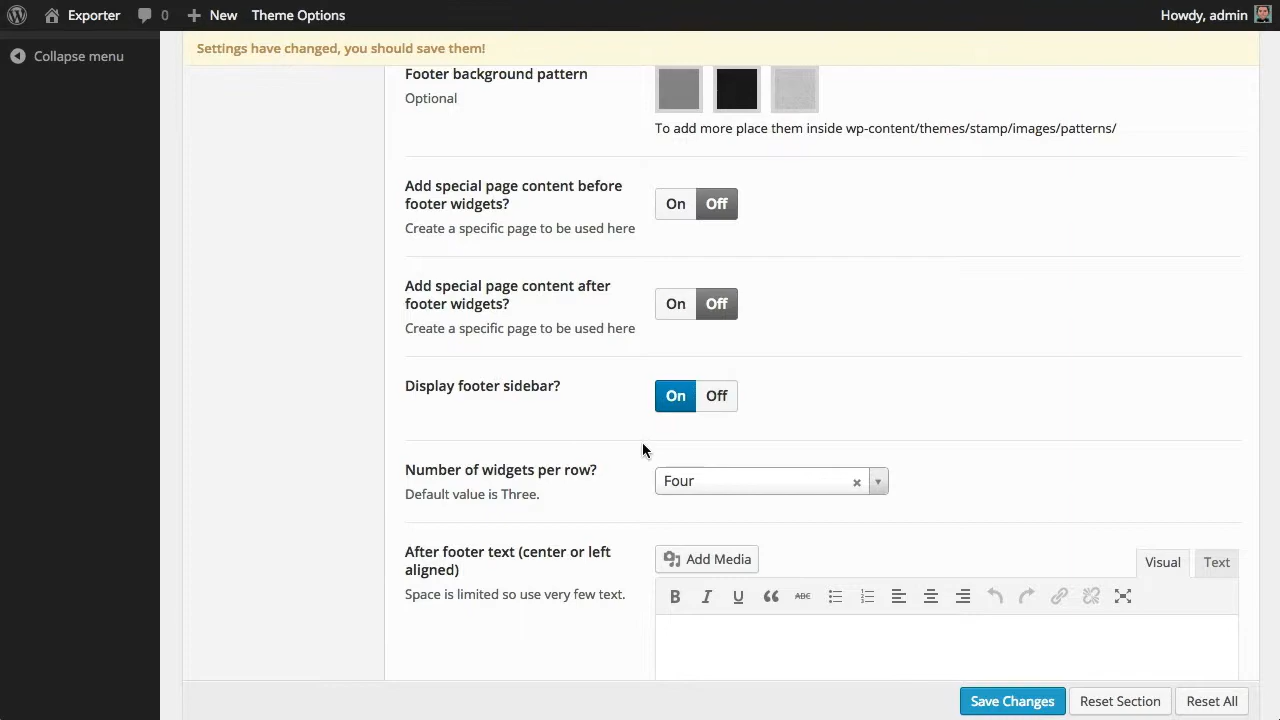 Exporter 0 New Theme Options Howdy, admin
Collapse menu
Settings have changed, you should save them!
Footer background pattern
Optional
To add more place them inside wp-content/themes/stamp/images/patterns/
Add special page content before
footer widgets?
Create a specific page to be used here
On Off
Add special page content after
footer widgets?
Create a specific page to be used here
On Off
Display footer sidebar?
On Off
Number of widgets per row?
Default value is Three.
Four
After footer text (center or left
aligned)
Space is limited so use very few text.
Add Media
Visual Text
B I U ABC
Save Changes Reset Section Reset All